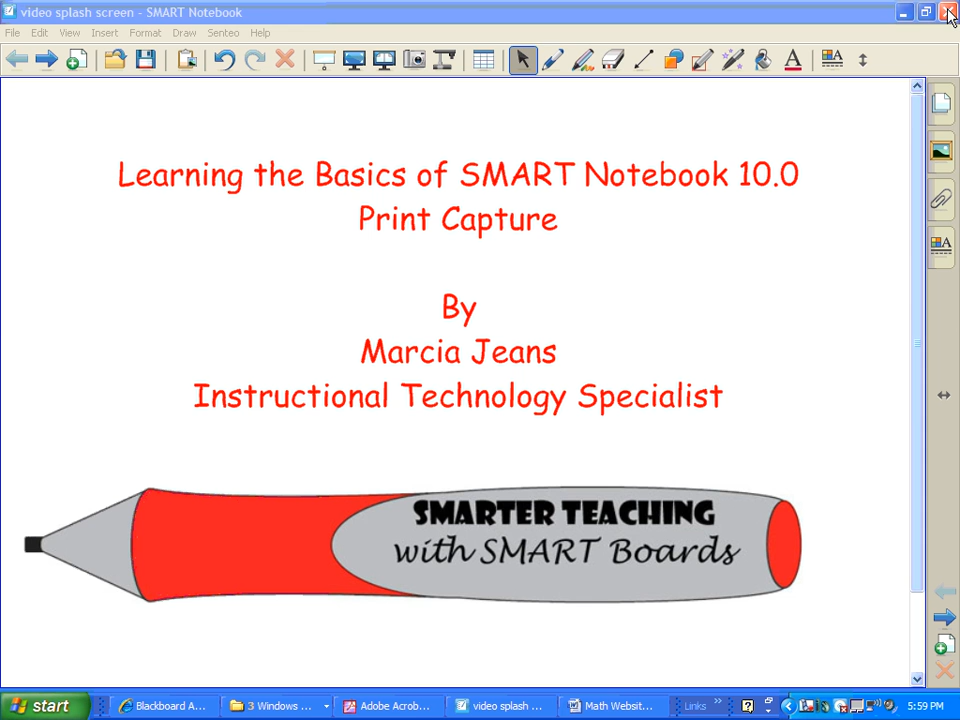 video splash screen - SMART Notebook
File Edit View Insert Format Draw Senteo Help
Learning the Basics of SMART Notebook 10.0
Print Capture
By
Marcia Jeans
Instructional Technology Specialist
SMARTER TEACHING
with SMART Boards
start Blackboard A... 3 Windows ... Adobe Acrob... video splash ... Math Websit... Links » 5:59 PM